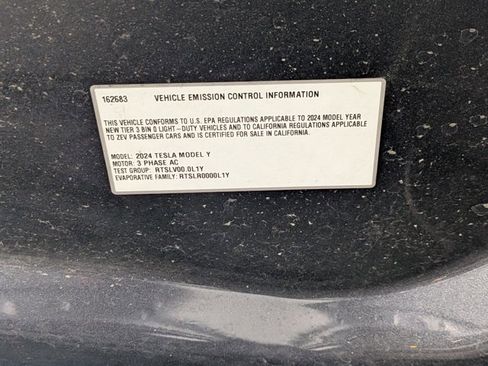 162683 VEHICLE EMISSION CONTROL INFORMATION
THIS VEHICLE CONFORMS TO U.S. EPA REGULATIONS APPLICABLE TO 2024 MODEL YEAR
NEW TIER 3 BIN 0 LIGHT-DUTY VEHICLES AND TO CALIFORNIA REGULATIONS APPLICABLE
TO ZEV PASSENGER CARS AND IS CERTIFIED FOR SALE IN CALIFORNIA.
MODEL: 2024 TESLA MODEL Y
MOTOR: 3 PHASE AC
TEST GROUP: RTSLV00.0L1Y
EVAPORATIVE FAMILY: RTSLR0000L1Y